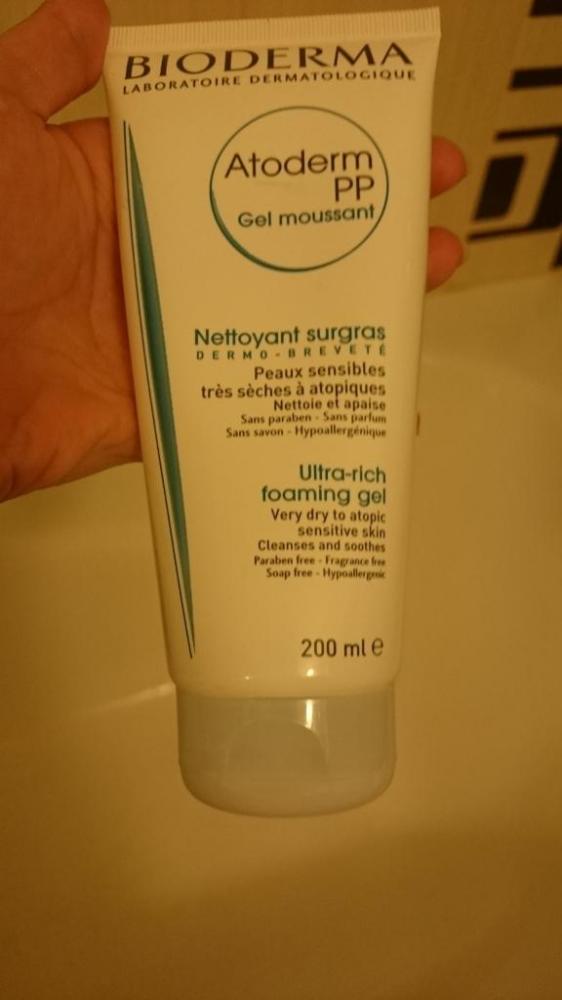 BIODERMA
LABORATOIRE DERMATOLOGIQUE
Atoderm
PP
Gel moussant
Nettoyant surgras
DERMO-BREVETÉ
Peaux sensibles
très sèches à atopiques
Nettoie et apaise
Sans paraben - Sans parfum
Sans savon - Hypoallergénique
Ultra-rich
foaming gel
Very dry to atopic
sensitive skin
Cleanses and soothes
Paraben free - Fragrance free
Soap free - Hypoallergenic
200 ml e